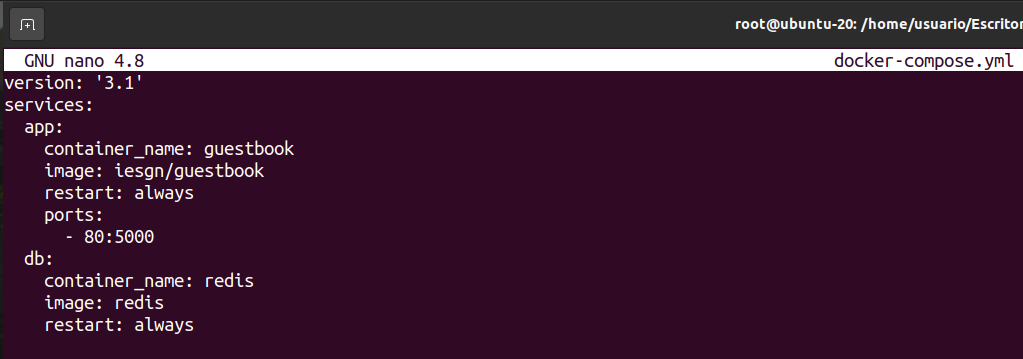 root@ubuntu-20: /home/usuario/Escritor
GNU nano 4.8 docker-compose.yml
version: '3.1'
services:
  app:
    container_name: guestbook
    image: iesgn/guestbook
    restart: always
    ports:
      - 80:5000
  db:
    container_name: redis
    image: redis
    restart: always